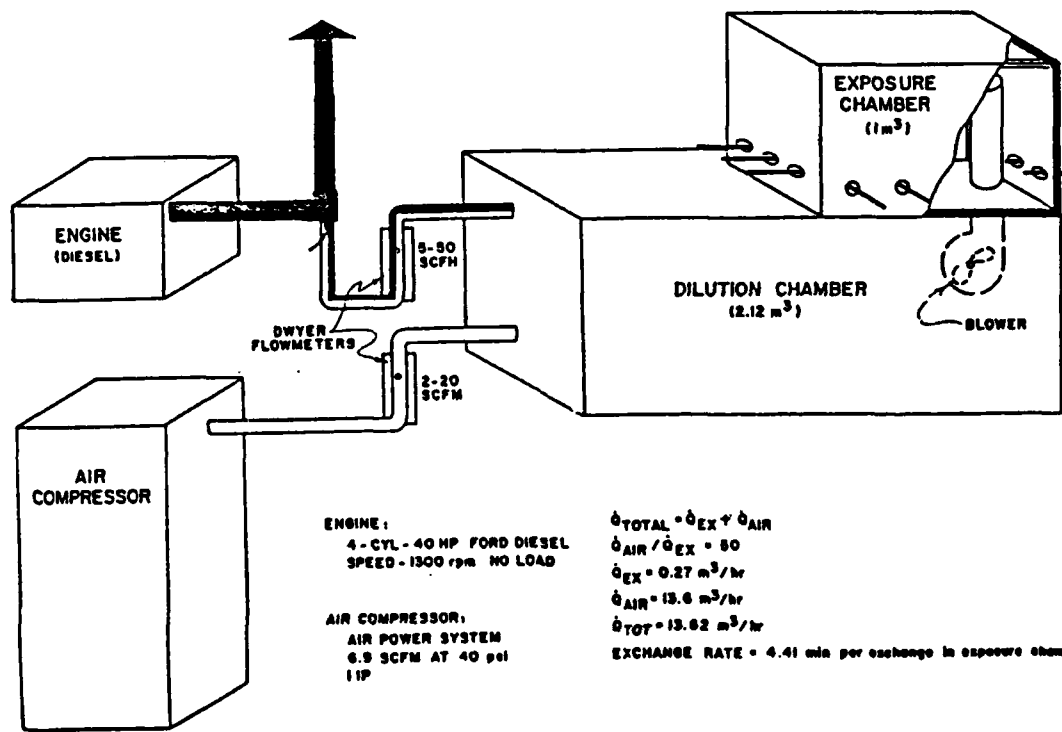 EXPOSURE
CHAMBER
(1m³)
ENGINE
(DIESEL)
5-50
SCFH
DILUTION CHAMBER
(2.12 m³)
BLOWER
DWYER
FLOWMETERS
2-20
SCFM
AIR
COMPRESSOR
ENGINE:
4-CYL-40 HP FORD DIESEL
SPEED-1300 rpm NO LOAD
AIR COMPRESSOR:
AIR POWER SYSTEM
6.9 SCFM AT 40 psi
Q̇TOTAL = Q̇EX + Q̇AIR
Q̇AIR / Q̇EX = 50
Q̇EX = 0.27 m³/hr
Q̇AIR = 13.6 m³/hr
Q̇TOT = 13.62 m³/hr
EXCHANGE RATE = 4.41 min per exchange in exposure cham